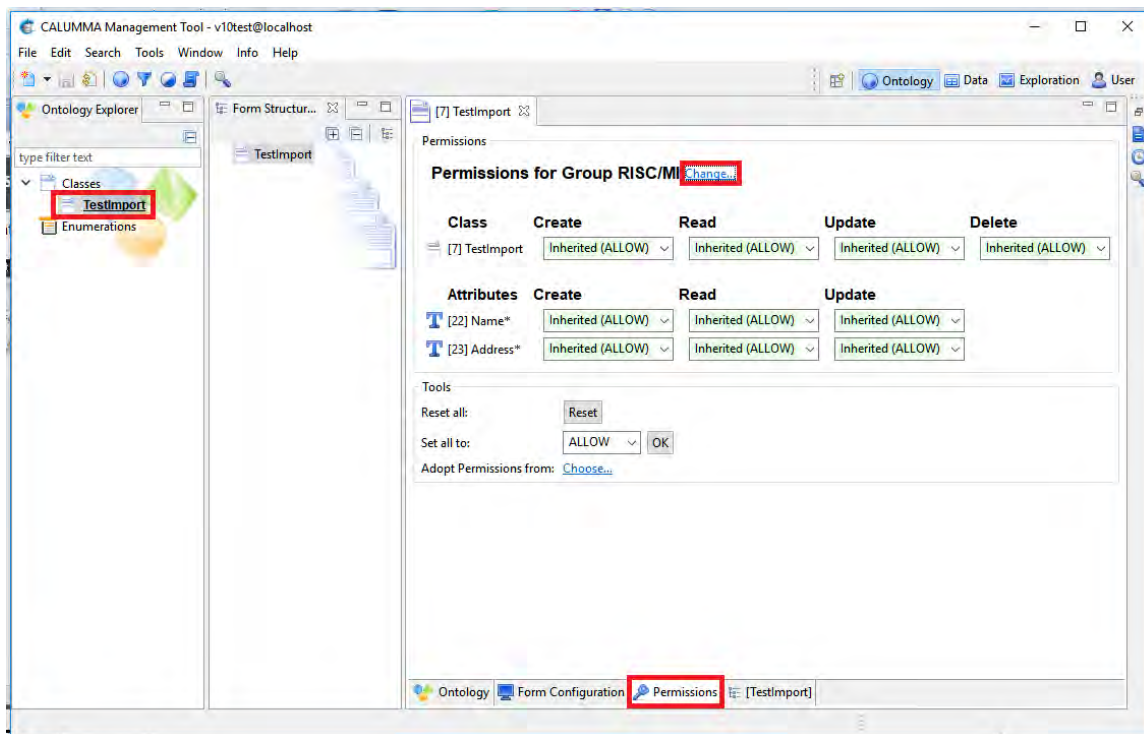 CALUMMA Management Tool - v10test@localhost
File Edit Search Tools Window Info Help
Ontology Data Exploration User
Ontology Explorer
type filter text
Classes
TestImport
Enumerations
Form Structur...
TestImport
[7] TestImport
Permissions
Permissions for Group RISC/MI Change...
Class Create Read Update Delete
[7] TestImport Inherited (ALLOW) Inherited (ALLOW) Inherited (ALLOW) Inherited (ALLOW)
Attributes Create Read Update
[22] Name* Inherited (ALLOW) Inherited (ALLOW) Inherited (ALLOW)
[23] Address* Inherited (ALLOW) Inherited (ALLOW) Inherited (ALLOW)
Tools
Reset all: Reset
Set all to: ALLOW OK
Adopt Permissions from: Choose...
Ontology Form Configuration Permissions [TestImport]